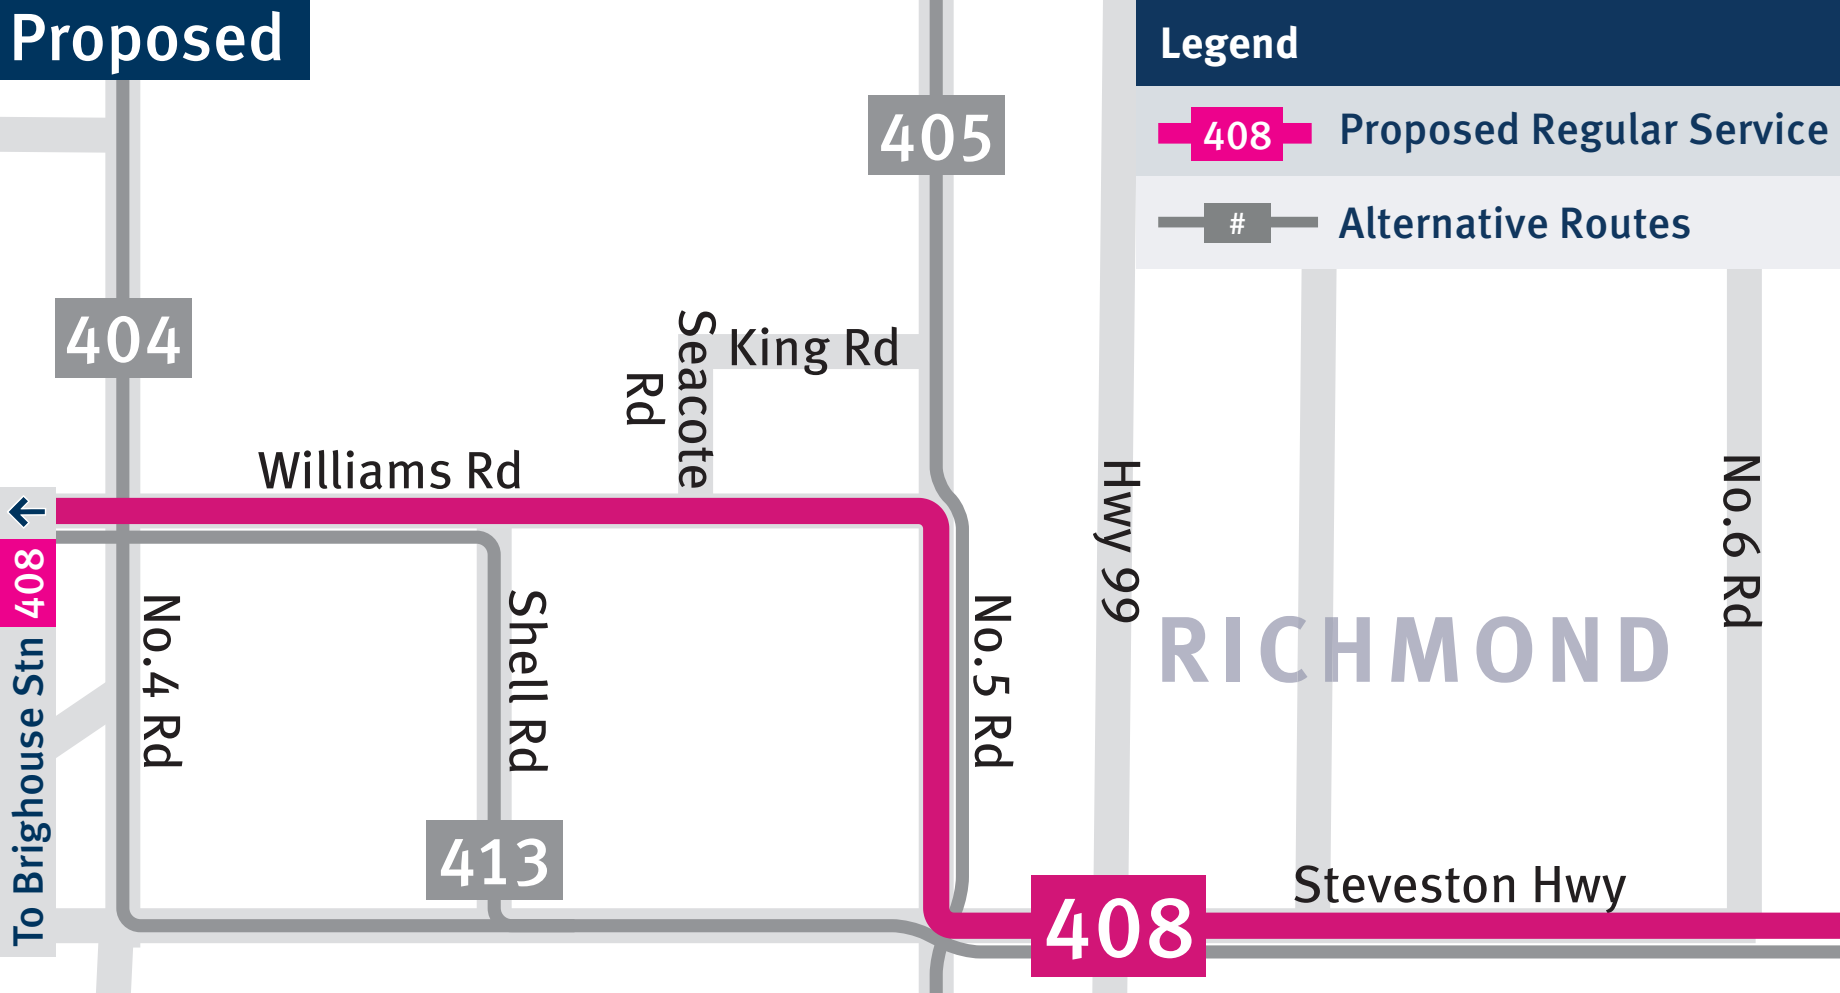 Proposed
Legend
408 Proposed Regular Service
# Alternative Routes
405
404
King Rd
Seacote
Rd
Williams Rd
Hwy 99
No.6 Rd
408
To Brighouse Stn
No.4 Rd
Shell Rd
No.5 Rd
RICHMOND
413
Steveston Hwy
408